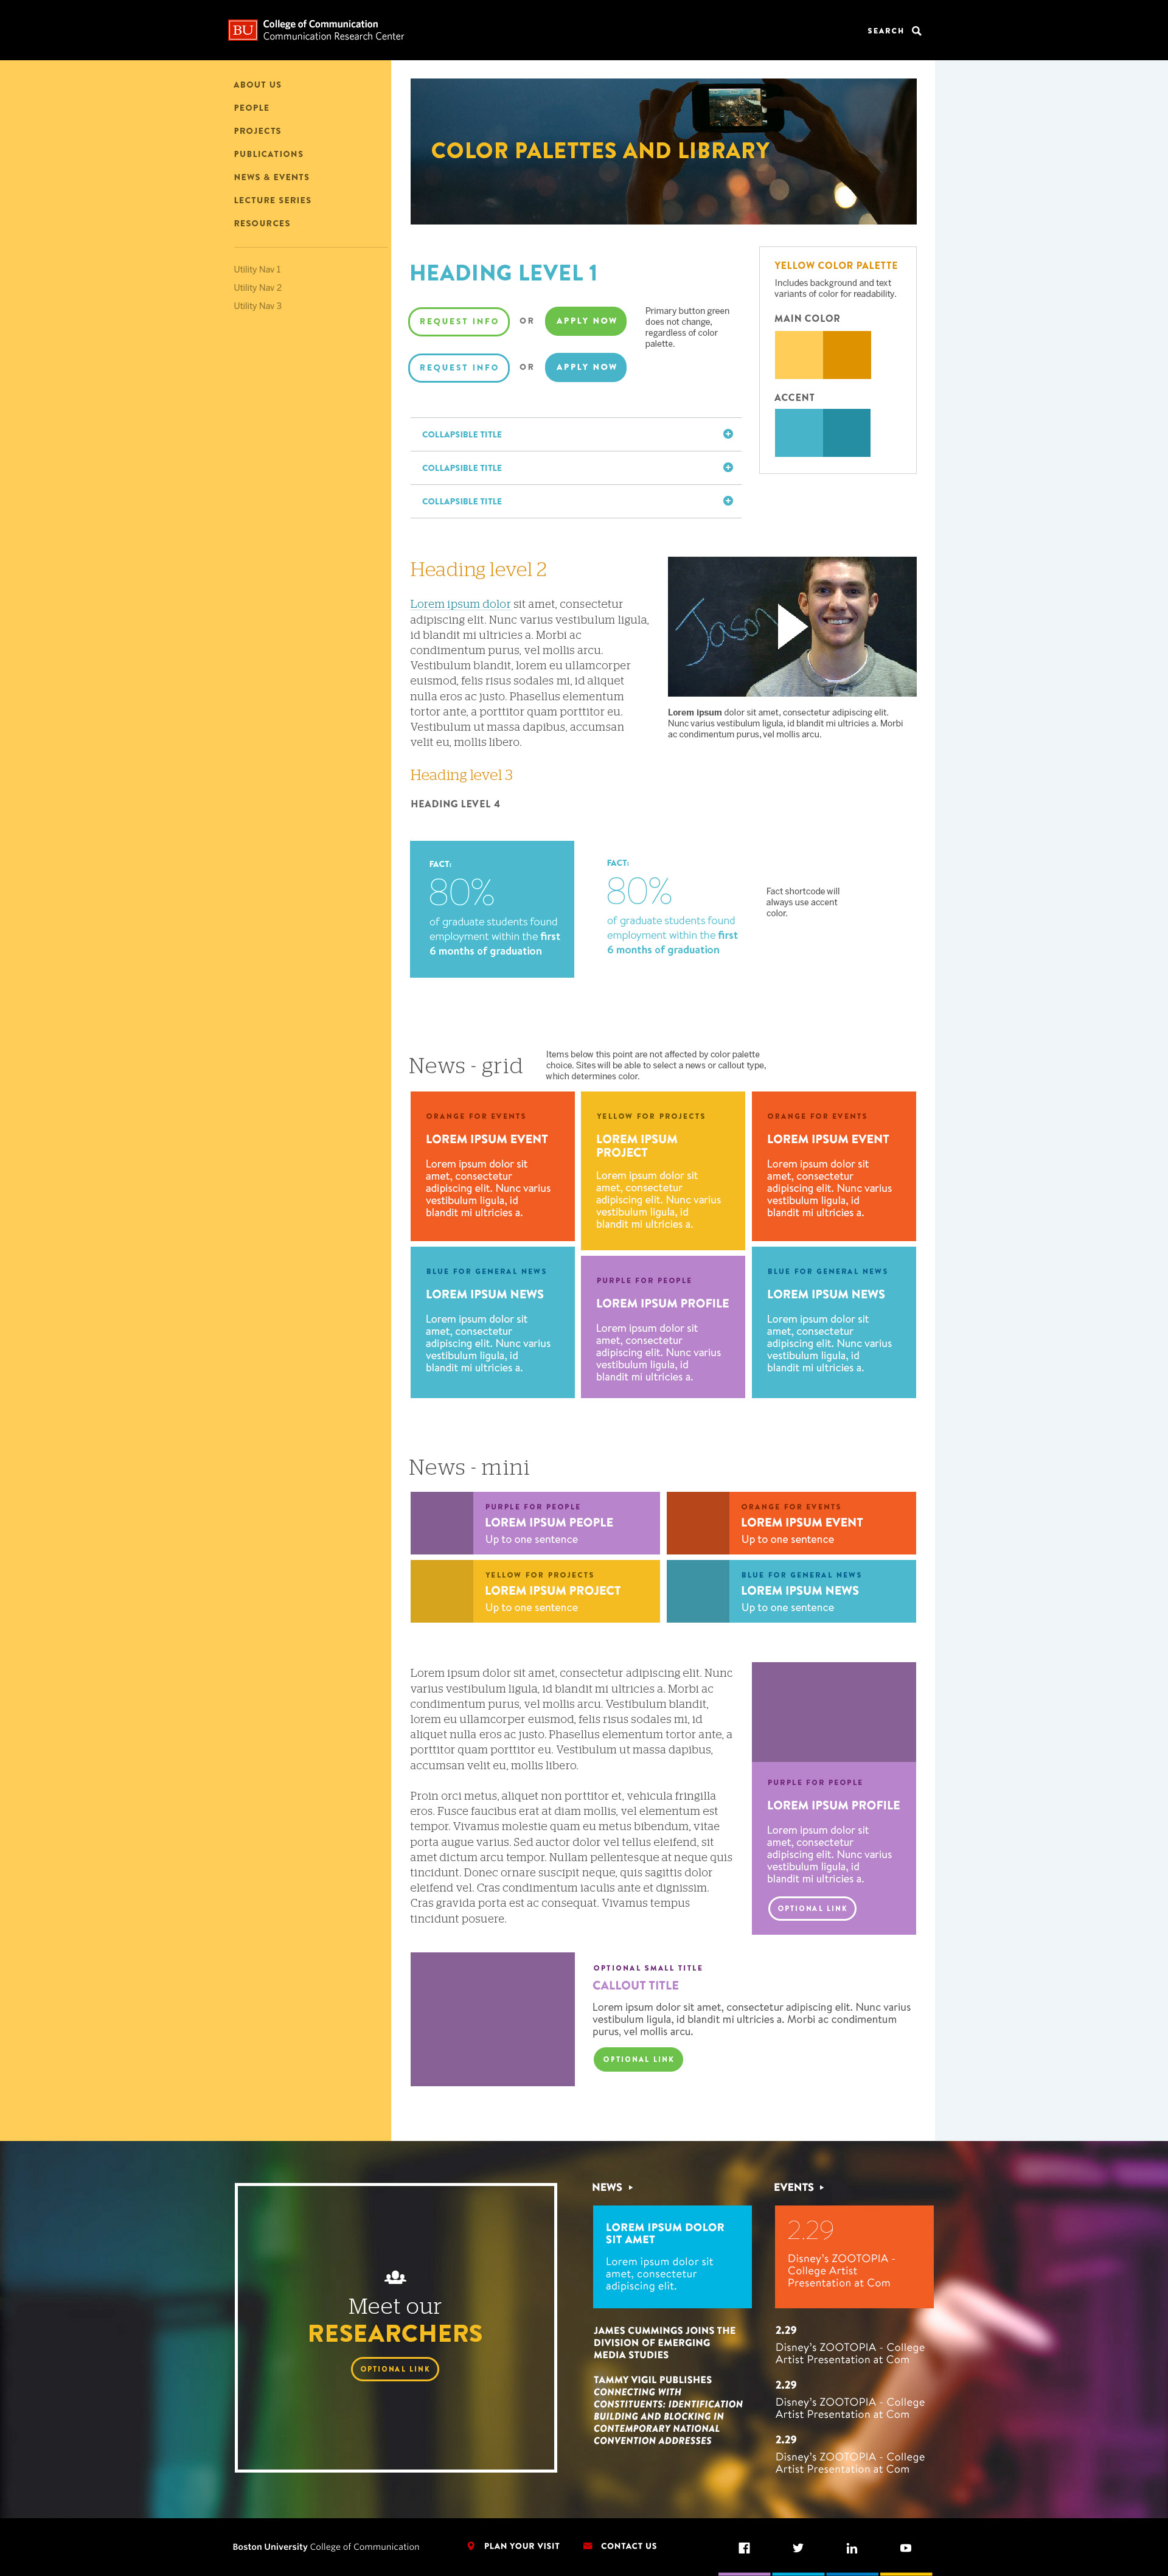 BU
College of Communication
Communication Research Center
SEARCH
ABOUT US
PEOPLE
PROJECTS
PUBLICATIONS
NEWS & EVENTS
LECTURE SERIES
RESOURCES
Utility Nav 1
Utility Nav 2
Utility Nav 3
COLOR PALETTES AND LIBRARY
HEADING LEVEL 1
REQUEST INFO OR APPLY NOW
REQUEST INFO OR APPLY NOW
Primary button green
does not change,
regardless of color
palette.
YELLOW COLOR PALETTE
Includes background and text
variants of color for readability.
MAIN COLOR
ACCENT
COLLAPSIBLE TITLE
COLLAPSIBLE TITLE
COLLAPSIBLE TITLE
Heading level 2
Lorem ipsum dolor sit amet, consectetur
adipiscing elit. Nunc varius vestibulum ligula,
id blandit mi ultricies a. Morbi ac
condimentum purus, vel mollis arcu.
Vestibulum blandit, lorem eu ullamcorper
euismod, felis risus sodales mi, id aliquet
nulla eros ac justo. Phasellus elementum
tortor ante, a porttitor quam porttitor eu.
Vestibulum ut massa dapibus, accumsan
velit eu, mollis libero.
Jason
Lorem ipsum dolor sit amet, consectetur adipiscing elit.
Nunc varius vestibulum ligula, id blandit mi ultricies a. Morbi
ac condimentum purus, vel mollis arcu.
Heading level 3
HEADING LEVEL 4
FACT:
80%
of graduate students found
employment within the first
6 months of graduation
FACT:
80%
of graduate students found
employment within the first
6 months of graduation
Fact shortcode will
always use accent
color.
News - grid
Items below this point are not affected by color palette
choice. Sites will be able to select a news or callout type,
which determines color.
ORANGE FOR EVENTS
LOREM IPSUM EVENT
Lorem ipsum dolor sit
amet, consectetur
adipiscing elit. Nunc varius
vestibulum ligula, id
blandit mi ultricies a.
YELLOW FOR PROJECTS
LOREM IPSUM
PROJECT
Lorem ipsum dolor sit
amet, consectetur
adipiscing elit. Nunc varius
vestibulum ligula, id
blandit mi ultricies a.
ORANGE FOR EVENTS
LOREM IPSUM EVENT
Lorem ipsum dolor sit
amet, consectetur
adipiscing elit. Nunc varius
vestibulum ligula, id
blandit mi ultricies a.
BLUE FOR GENERAL NEWS
LOREM IPSUM NEWS
Lorem ipsum dolor sit
amet, consectetur
adipiscing elit. Nunc varius
vestibulum ligula, id
blandit mi ultricies a.
PURPLE FOR PEOPLE
LOREM IPSUM PROFILE
Lorem ipsum dolor sit
amet, consectetur
adipiscing elit. Nunc varius
vestibulum ligula, id
blandit mi ultricies a.
BLUE FOR GENERAL NEWS
LOREM IPSUM NEWS
Lorem ipsum dolor sit
amet, consectetur
adipiscing elit. Nunc varius
vestibulum ligula, id
blandit mi ultricies a.
News - mini
PURPLE FOR PEOPLE
LOREM IPSUM PEOPLE
Up to one sentence
ORANGE FOR EVENTS
LOREM IPSUM EVENT
Up to one sentence
YELLOW FOR PROJECTS
LOREM IPSUM PROJECT
Up to one sentence
BLUE FOR GENERAL NEWS
LOREM IPSUM NEWS
Up to one sentence
Lorem ipsum dolor sit amet, consectetur adipiscing elit. Nunc
varius vestibulum ligula, id blandit mi ultricies a. Morbi ac
condimentum purus, vel mollis arcu. Vestibulum blandit,
lorem eu ullamcorper euismod, felis risus sodales mi, id
aliquet nulla eros ac justo. Phasellus elementum tortor ante, a
porttitor quam porttitor eu. Vestibulum ut massa dapibus,
accumsan velit eu, mollis libero.
Proin orci metus, aliquet non porttitor et, vehicula fringilla
eros. Fusce faucibus erat at diam mollis, vel elementum est
tempor. Vivamus molestie quam eu metus bibendum, vitae
porta augue varius. Sed auctor dolor vel tellus eleifend, sit
amet dictum arcu tempor. Nullam pellentesque at neque quis
tincidunt. Donec ornare suscipit neque, quis sagittis dolor
eleifend vel. Cras condimentum iaculis ante et dignissim.
Cras gravida porta est ac consequat. Vivamus tempus
tincidunt posuere.
PURPLE FOR PEOPLE
LOREM IPSUM PROFILE
Lorem ipsum dolor sit
amet, consectetur
adipiscing elit. Nunc varius
vestibulum ligula, id
blandit mi ultricies a.
OPTIONAL LINK
OPTIONAL SMALL TITLE
CALLOUT TITLE
Lorem ipsum dolor sit amet, consectetur adipiscing elit. Nunc varius
vestibulum ligula, id blandit mi ultricies a. Morbi ac condimentum
purus, vel mollis arcu.
OPTIONAL LINK
Meet our
RESEARCHERS
OPTIONAL LINK
NEWS
LOREM IPSUM DOLOR
SIT AMET
Lorem ipsum dolor sit
amet, consectetur
adipiscing elit.
JAMES CUMMINGS JOINS THE
DIVISION OF EMERGING
MEDIA STUDIES
TAMMY VIGIL PUBLISHES
CONNECTING WITH
CONSTITUENTS: IDENTIFICATION
BUILDING AND BLOCKING IN
CONTEMPORARY NATIONAL
CONVENTION ADDRESSES
EVENTS
2.29
Disney's ZOOTOPIA -
College Artist
Presentation at Com
2.29
Disney's ZOOTOPIA - College
Artist Presentation at Com
2.29
Disney's ZOOTOPIA - College
Artist Presentation at Com
2.29
Disney's ZOOTOPIA - College
Artist Presentation at Com
Boston University College of Communication
PLAN YOUR VISIT
CONTACT US